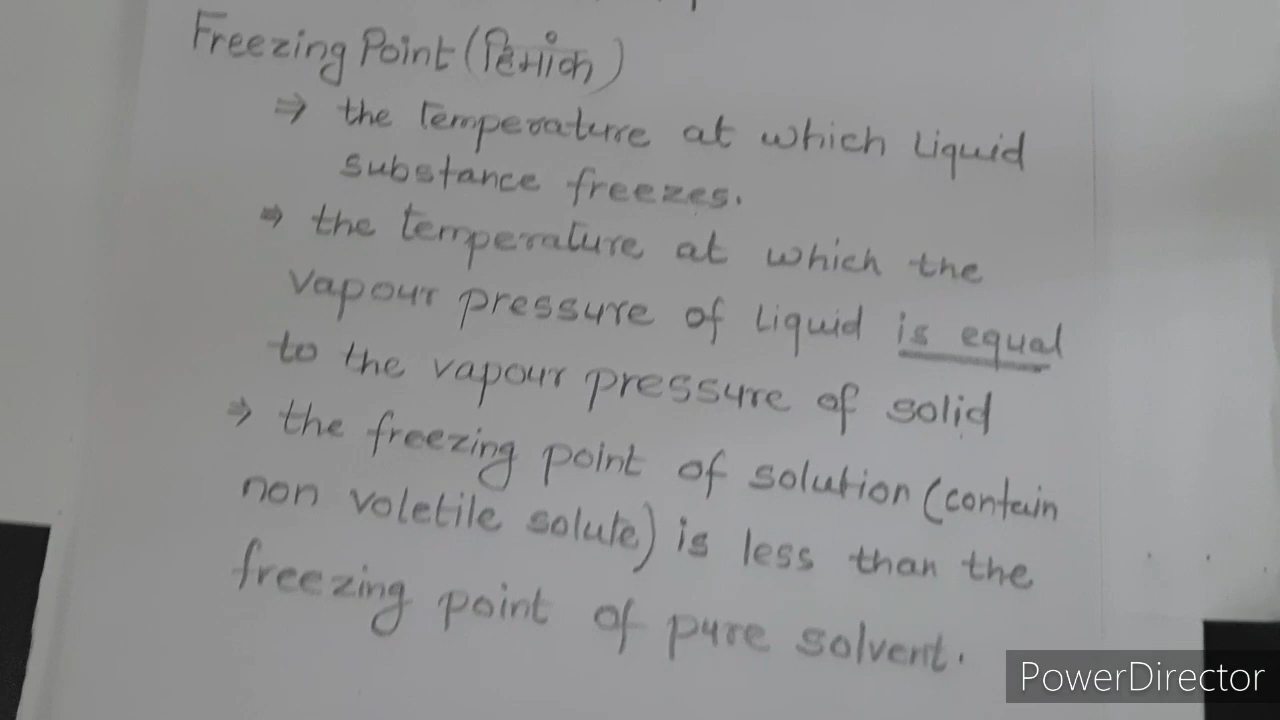 Freezing Point (हिमांक)
⇒ the temperature at which Liquid
substance freezes.
⇒ the temperature at which the
vapour pressure of liquid is equal
to the vapour pressure of solid
⇒ the freezing point of solution (contain
non voletile solute) is less than the
freezing point of pure solvent.
PowerDirector